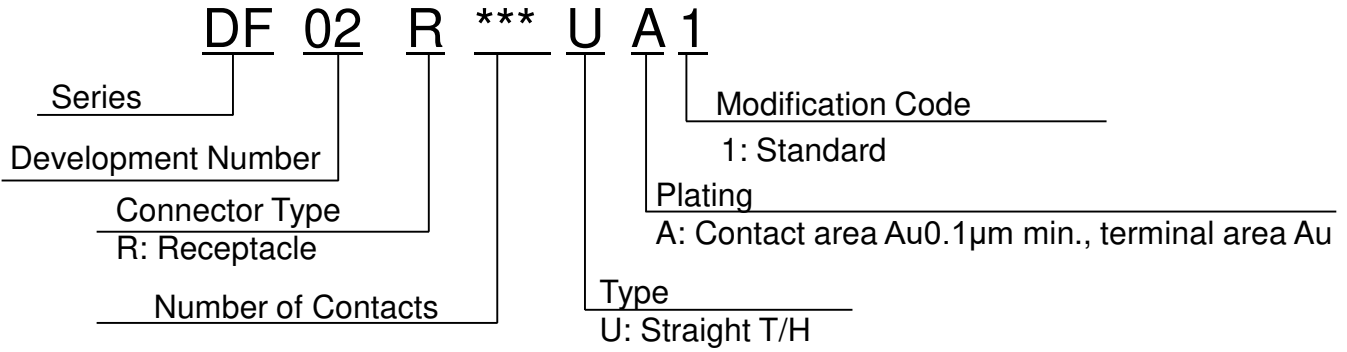 DF 02 R *** U A 1
Series
Modification Code
1: Standard
Development Number
Plating
A: Contact area Au0.1µm min., terminal area Au
Connector Type
R: Receptacle
Number of Contacts
Type
U: Straight T/H